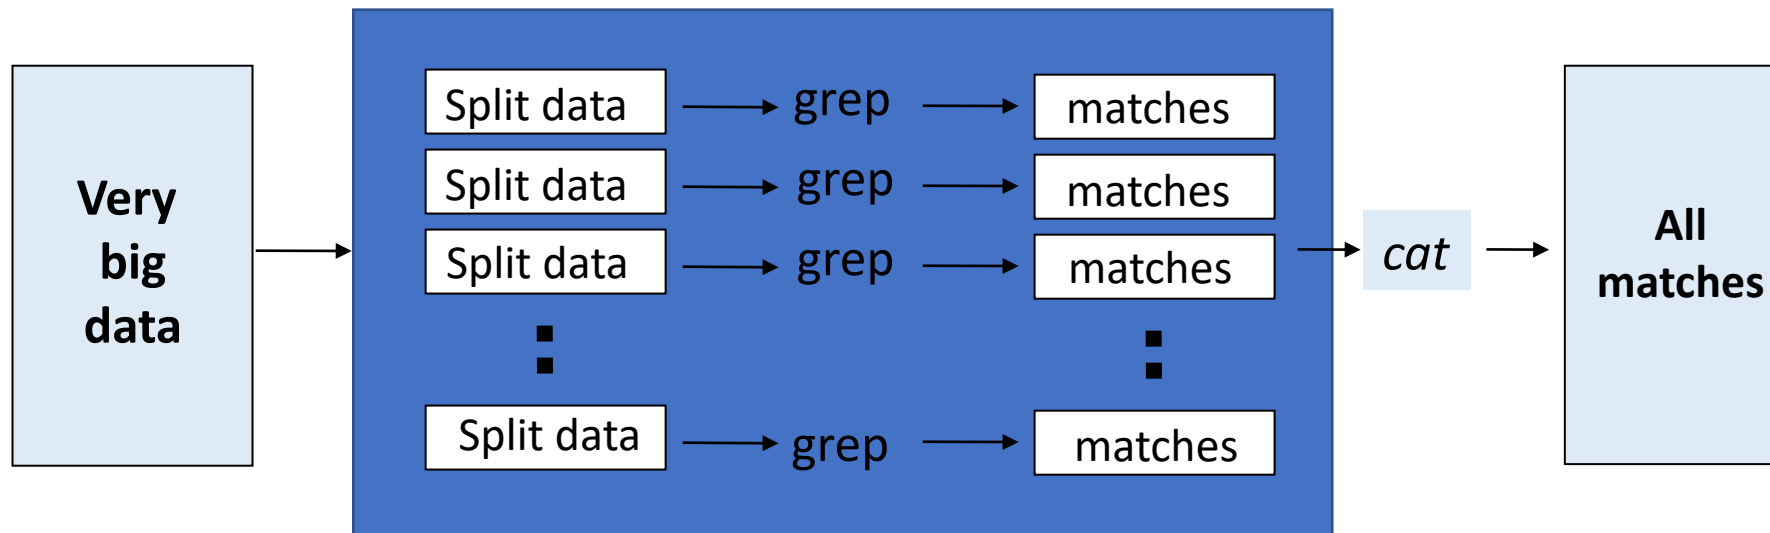 Very
big
data
Split data
grep
matches
Split data
grep
matches
Split data
grep
matches
Split data
grep
matches
cat
All
matches